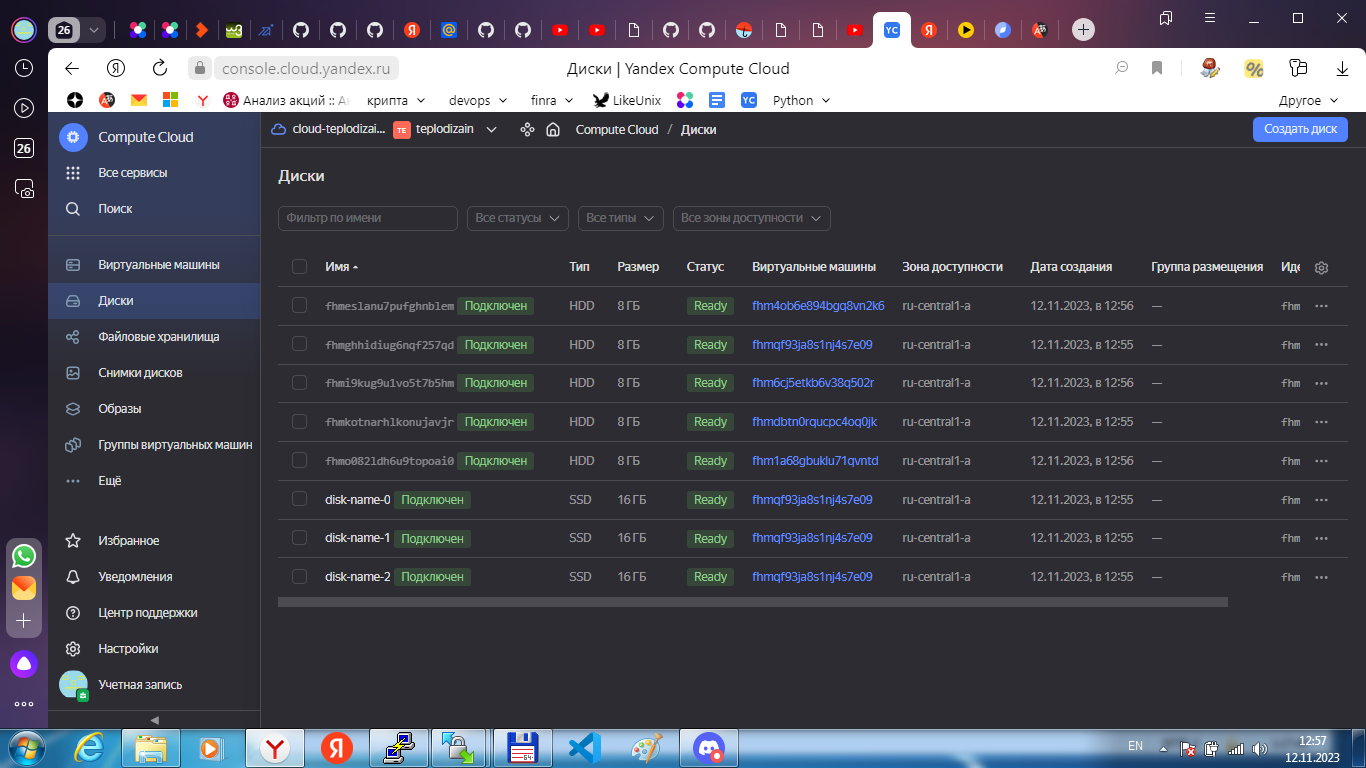 26
console.cloud.yandex.ru
Диски | Yandex Compute Cloud
Анализ акций ::
крипта
devops
finra
LikeUnix
Python
Другое
26
Compute Cloud
Все сервисы
Поиск
Виртуальные машины
Диски
Файловые хранилища
Снимки дисков
Образы
Группы виртуальных машин
Ещё
Избранное
Уведомления
Центр поддержки
Настройки
Учетная запись
cloud-teplodizai... TE teplodizain Compute Cloud / Диски Создать диск
Диски
Фильтр по имени Все статусы Все типы Все зоны доступности
Имя Тип Размер Статус Виртуальные машины Зона доступности Дата создания Группа размещения Иде
fhmeslanu7pufghnblem Подключен HDD 8 ГБ Ready fhm4ob6e894bgq8vn2k6 ru-central1-a 12.11.2023, в 12:56 — fhm
fhmghhidiug6nqf257qd Подключен HDD 8 ГБ Ready fhmqf93ja8s1nj4s7e09 ru-central1-a 12.11.2023, в 12:55 — fhm
fhmi9kug9ulvo5t7b5hm Подключен HDD 8 ГБ Ready fhm6cj5etkb6v38q502r ru-central1-a 12.11.2023, в 12:56 — fhm
fhmkotnarhlkonujavjr Подключен HDD 8 ГБ Ready fhmdbtn0rqucpc4oq0jk ru-central1-a 12.11.2023, в 12:55 — fhm
fhmo082ldh6u9topoai0 Подключен HDD 8 ГБ Ready fhm1a68gbuklu71qvntd ru-central1-a 12.11.2023, в 12:56 — fhm
disk-name-0 Подключен SSD 16 ГБ Ready fhmqf93ja8s1nj4s7e09 ru-central1-a 12.11.2023, в 12:55 — fhm
disk-name-1 Подключен SSD 16 ГБ Ready fhmqf93ja8s1nj4s7e09 ru-central1-a 12.11.2023, в 12:55 — fhm
disk-name-2 Подключен SSD 16 ГБ Ready fhmqf93ja8s1nj4s7e09 ru-central1-a 12.11.2023, в 12:55 — fhm
EN
12:57
12.11.2023